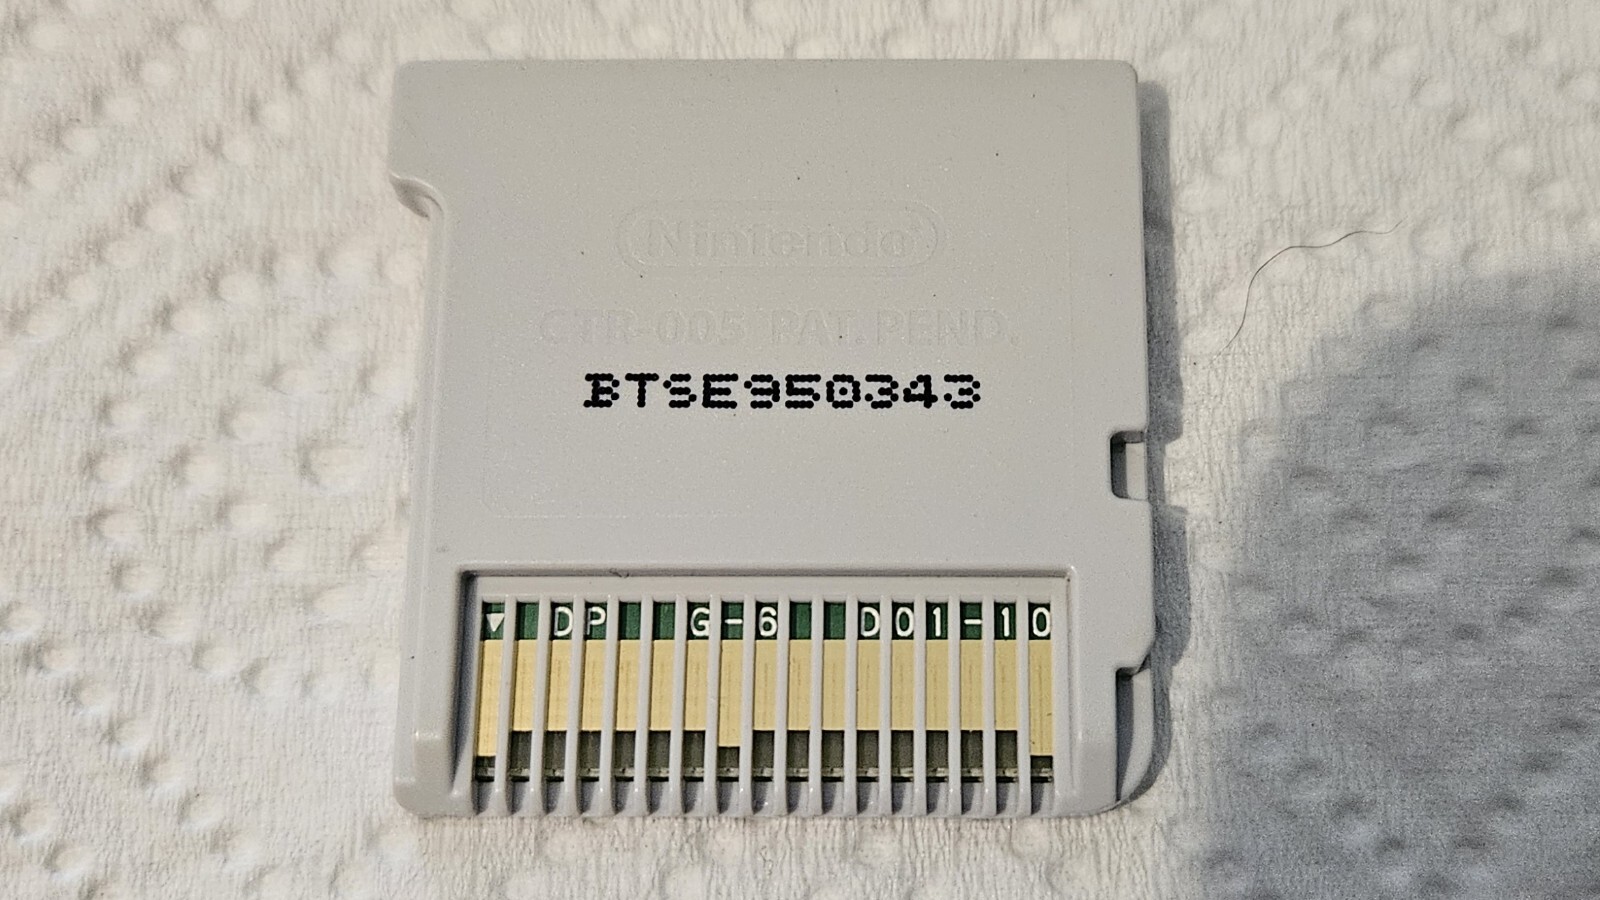 Nintendo
CTR-005 PAT. PEND.
BTSE950343
▼ DP G-6 D01-10